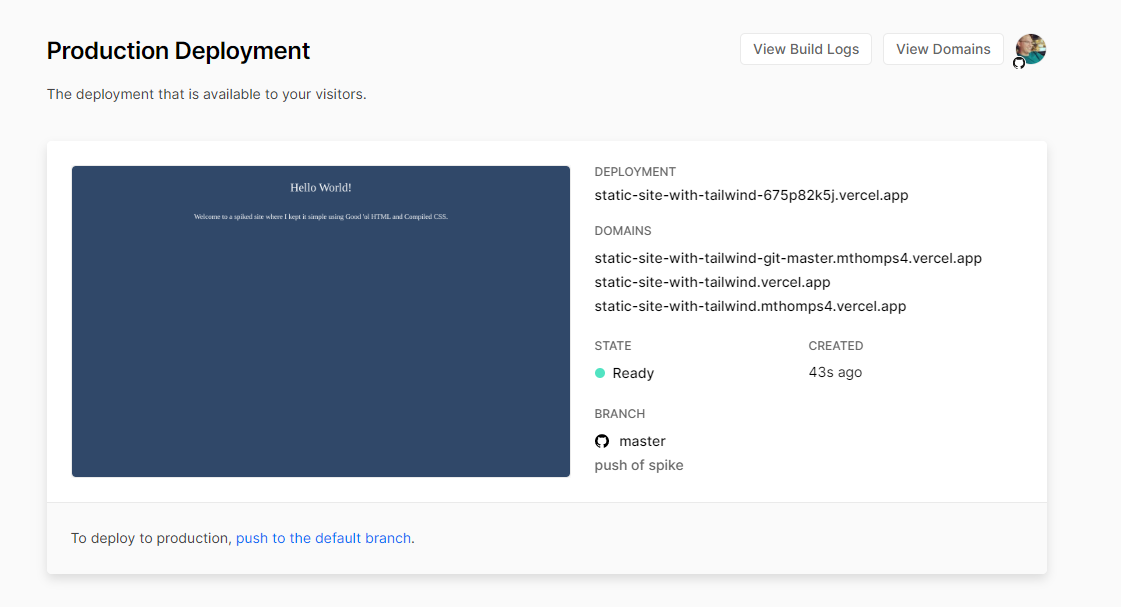 Production Deployment
View Build Logs
View Domains
The deployment that is available to your visitors.
Hello World!
Welcome to a spiked site where I kept it simple using Good 'ol HTML and Compiled CSS.
DEPLOYMENT
static-site-with-tailwind-675p82k5j.vercel.app
DOMAINS
static-site-with-tailwind-git-master.mthomps4.vercel.app
static-site-with-tailwind.vercel.app
static-site-with-tailwind.mthomps4.vercel.app
STATE
CREATED
Ready
43s ago
BRANCH
master
push of spike
To deploy to production, push to the default branch.